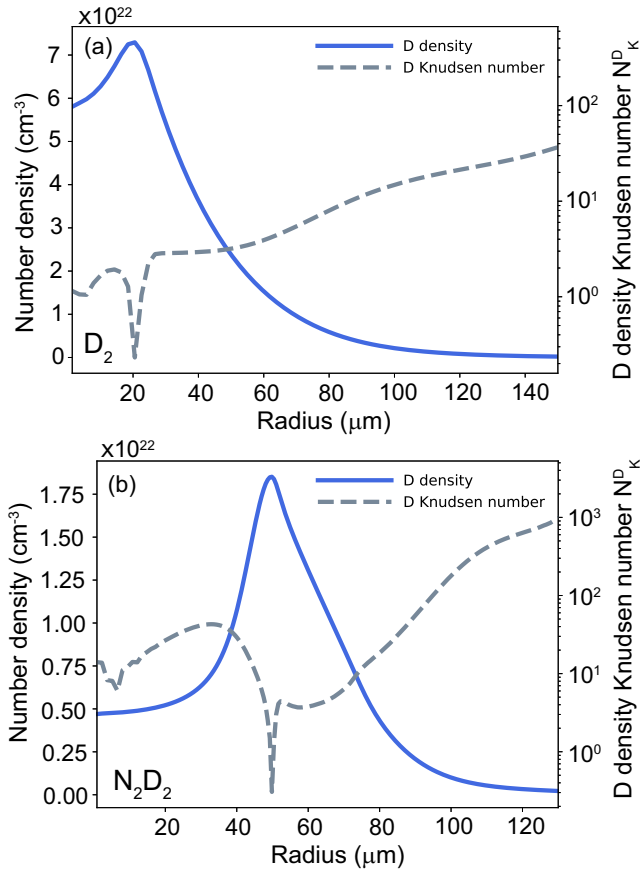 x10²²
(a)
D density
D Knudsen number
7
6
5
4
3
2
1
0
Number density (cm⁻³)
10²
10¹
10⁰
D density Knudsen number Nᴰ_K
D₂
20 40 60 80 100 120 140
Radius (μm)
x10²²
(b)
D density
D Knudsen number
1.75
1.50
1.25
1.00
0.75
0.50
0.25
0.00
Number density (cm⁻³)
10³
10²
10¹
10⁰
D density Knudsen number Nᴰ_K
N₂D₂
20 40 60 80 100 120
Radius (μm)